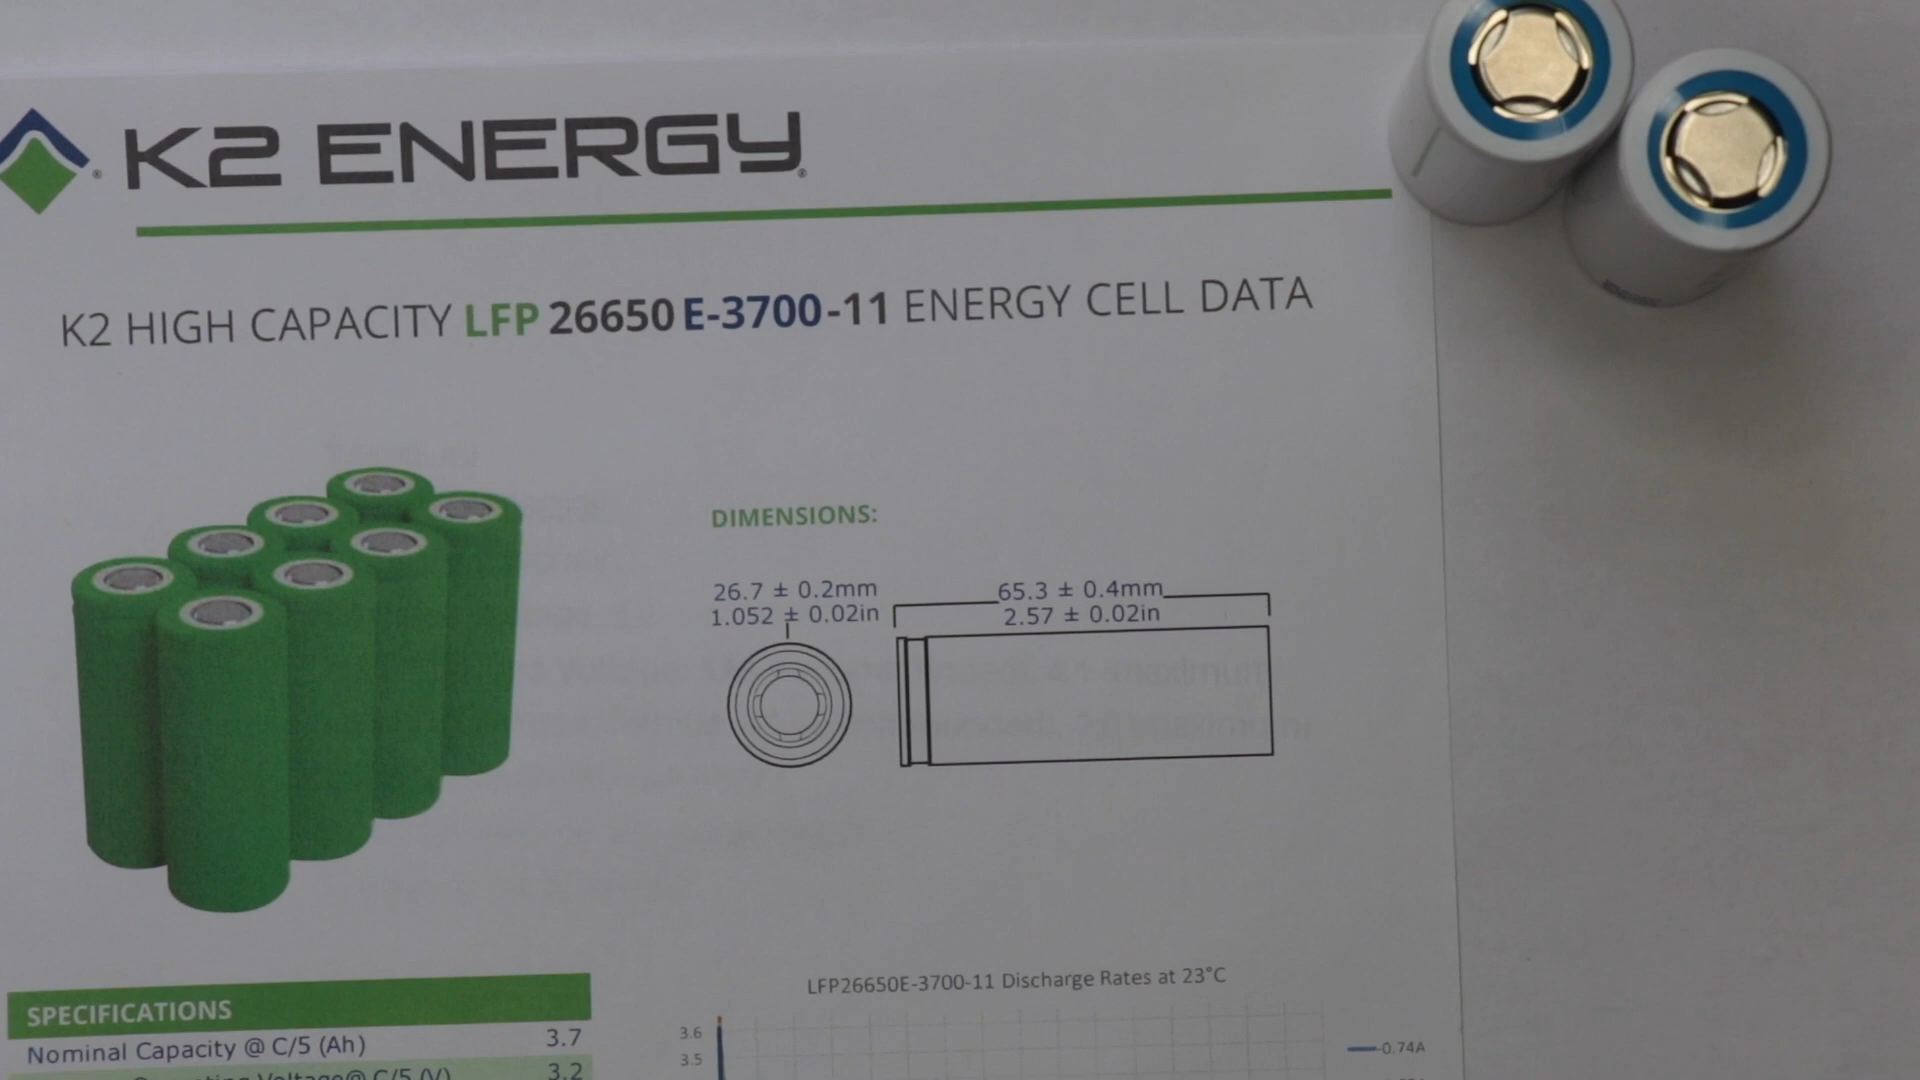 K2 ENERGY®
K2 HIGH CAPACITY LFP 26650 E-3700-11 ENERGY CELL DATA
DIMENSIONS:
26.7 ± 0.2mm
1.052 ± 0.02in
65.3 ± 0.4mm
2.57 ± 0.02in
SPECIFICATIONS
Nominal Capacity @ C/5 (Ah) 3.7
Voltage@ C/5 (V) 3.2
LFP26650E-3700-11 Discharge Rates at 23°C
3.6
3.5
0.74A